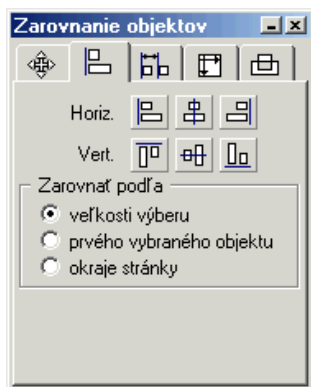 Zarovnanie objektov
Horiz.
Vert.
Zarovnať podľa
veľkosti výberu
prvého vybraného objektu
okraje stránky